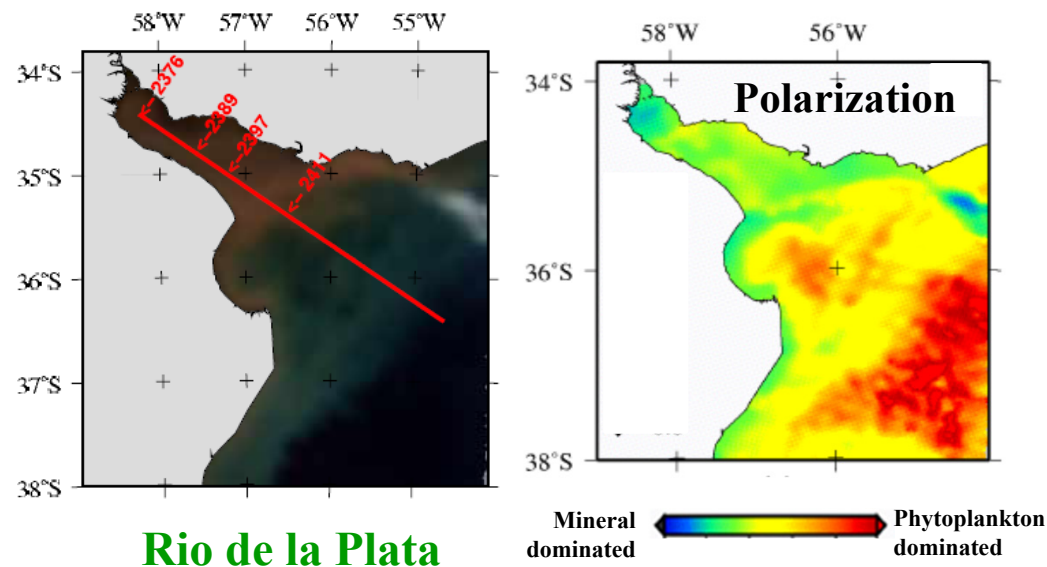 58°W 57°W 56°W 55°W
34°S
35°S
36°S
37°S
38°S
<-2376
<-2389
<-2397
<-2411
Rio de la Plata
58°W 56°W
Polarization
34°S
36°S
38°S
Mineral
dominated
Phytoplankton
dominated